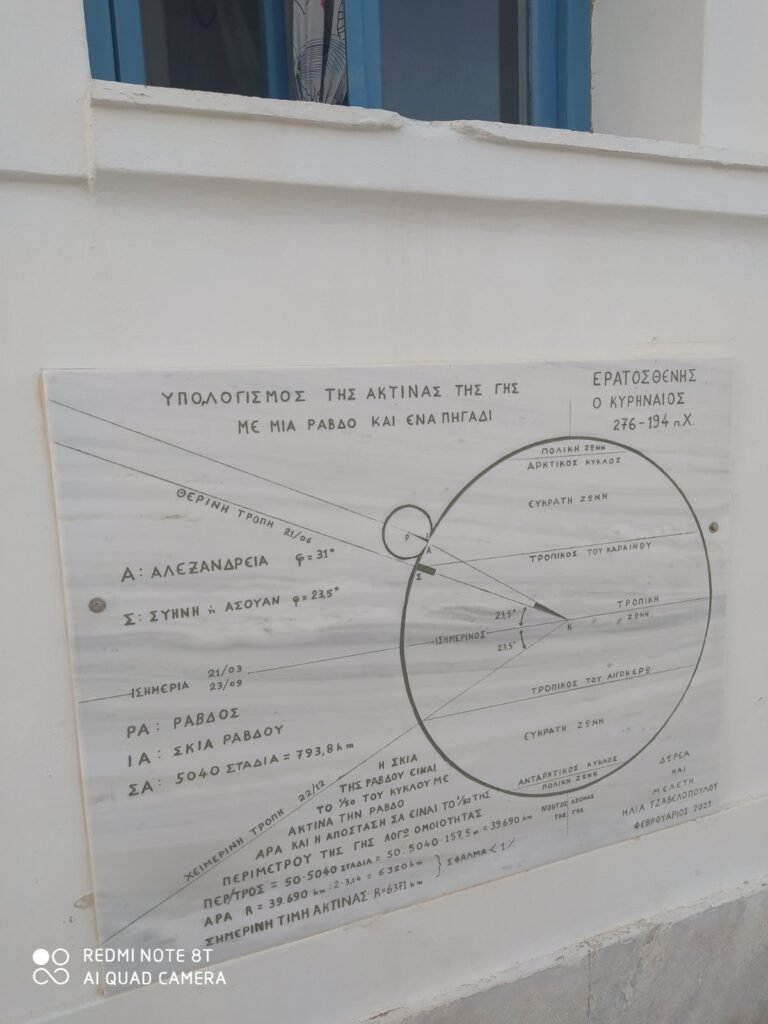 ΥΠΟΛΟΓΙΣΜΟΣ ΤΗΣ ΑΚΤΙΝΑΣ ΤΗΣ ΓΗΣ
ΜΕ ΜΙΑ ΡΑΒΔΟ ΚΑΙ ΕΝΑ ΠΗΓΑΔΙ
ΕΡΑΤΟΣΘΕΝΗΣ
Ο ΚΥΡΗΝΑΙΟΣ
276-194 π.Χ.
ΠΟΛΙΚΗ ΖΩΝΗ
ΑΡΚΤΙΚΟΣ ΚΥΚΛΟΣ
ΕΥΚΡΑΤΗ ΖΩΝΗ
ΘΕΡΙΝΗ ΤΡΟΠΗ 21/06
Ρ
Ι
Α
Σ
ΤΡΟΠΙΚΟΣ ΤΟΥ ΚΑΡΚΙΝΟΥ
Α: ΑΛΕΞΑΝΔΡΕΙΑ φ=31°
Σ: ΣΥΗΝΗ ή ΑΣΟΥΑΝ φ=23,5°
23,5°
ΤΡΟΠΙΚΗ
ΖΩΝΗ
Κ
ΙΣΗΜΕΡΙΝΟΣ
23,5°
ΙΣΗΜΕΡΙΑ 21/03
23/09
ΤΡΟΠΙΚΟΣ ΤΟΥ ΑΙΓΟΚΕΡΩ
ΕΥΚΡΑΤΗ ΖΩΝΗ
ΡΑ: ΡΑΒΔΟΣ
ΙΑ: ΣΚΙΑ ΡΑΒΔΟΥ
ΣΑ: 5040 ΣΤΑΔΙΑ = 793,8 km
ΧΕΙΜΕΡΙΝΗ ΤΡΟΠΗ 22/12
ΑΝΤΑΡΚΤΙΚΟΣ ΚΥΚΛΟΣ
ΠΟΛΙΚΗ ΖΩΝΗ
ΝΟΗΤΟΣ ΑΞΟΝΑΣ
ΤΗΣ ΓΗΣ
Η ΣΚΙΑ
ΤΗΣ ΡΑΒΔΟΥ ΕΙΝΑΙ
ΤΟ 1/50 ΤΟΥ ΚΥΚΛΟΥ ΜΕ
ΑΚΤΙΝΑ ΤΗΝ ΡΑΒΔΟ
ΑΡΑ ΚΑΙ Η ΑΠΟΣΤΑΣΗ ΣΑ ΕΙΝΑΙ ΤΟ 1/50 ΤΗΣ
ΠΕΡΙΜΕΤΡΟΥ ΤΗΣ ΓΗΣ ΛΟΓΩ ΟΜΟΙΟΤΗΤΑΣ
ΠΕΡ/ΤΡΟΣ = 50·5040 ΣΤΑΔΙΑ = 50·5040·157,5 m = 39.690 km
ΑΡΑ R = 39.690 km : 2·3,14 = 6320 km
ΣΗΜΕΡΙΝΗ ΤΙΜΗ ΑΚΤΙΝΑΣ R=6371 km
ΣΦΑΛΜΑ < 1%
ΔΩΡΕΑ
ΚΑΙ
ΜΕΛΕΤΗ
ΗΛΙΑ ΤΖΑΒΕΛΟΠΟΥΛΟΥ
ΦΕΒΡΟΥΑΡΙΟΣ
REDMI NOTE 8T
AI QUAD CAMERA